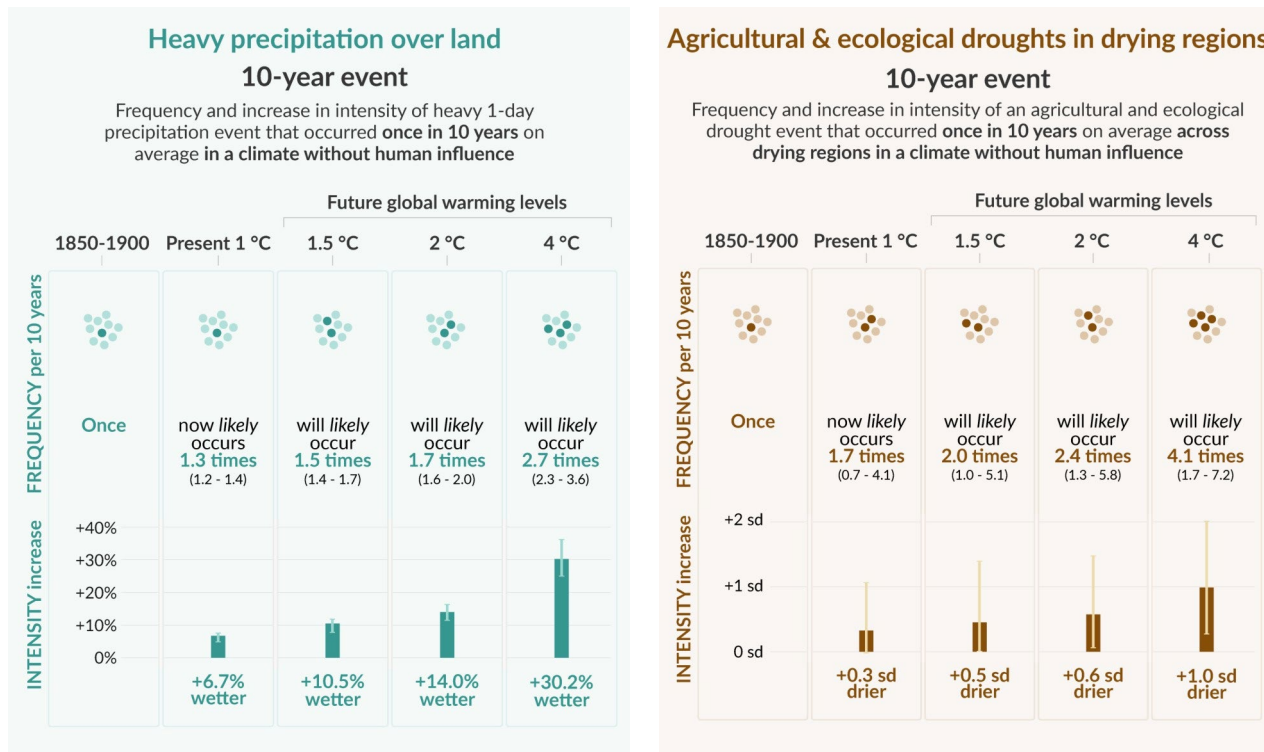 Heavy precipitation over land
10-year event
Frequency and increase in intensity of heavy 1-day
precipitation event that occurred once in 10 years on
average in a climate without human influence
Future global warming levels
1850-1900 Present 1 °C 1.5 °C 2 °C 4 °C
FREQUENCY per 10 years
Once
now likely
occurs
1.3 times
(1.2 - 1.4)
will likely
occur
1.5 times
(1.4 - 1.7)
will likely
occur
1.7 times
(1.6 - 2.0)
will likely
occur
2.7 times
(2.3 - 3.6)
INTENSITY increase
+40%
+30%
+20%
+10%
0%
+6.7%
wetter
+10.5%
wetter
+14.0%
wetter
+30.2%
wetter
Agricultural & ecological droughts in drying regions
10-year event
Frequency and increase in intensity of an agricultural and ecological
drought event that occurred once in 10 years on average across
drying regions in a climate without human influence
Future global warming levels
1850-1900 Present 1 °C 1.5 °C 2 °C 4 °C
FREQUENCY per 10 years
Once
now likely
occurs
1.7 times
(0.7 - 4.1)
will likely
occur
2.0 times
(1.0 - 5.1)
will likely
occur
2.4 times
(1.3 - 5.8)
will likely
occur
4.1 times
(1.7 - 7.2)
INTENSITY increase
+2 sd
+1 sd
0 sd
+0.3 sd
drier
+0.5 sd
drier
+0.6 sd
drier
+1.0 sd
drier